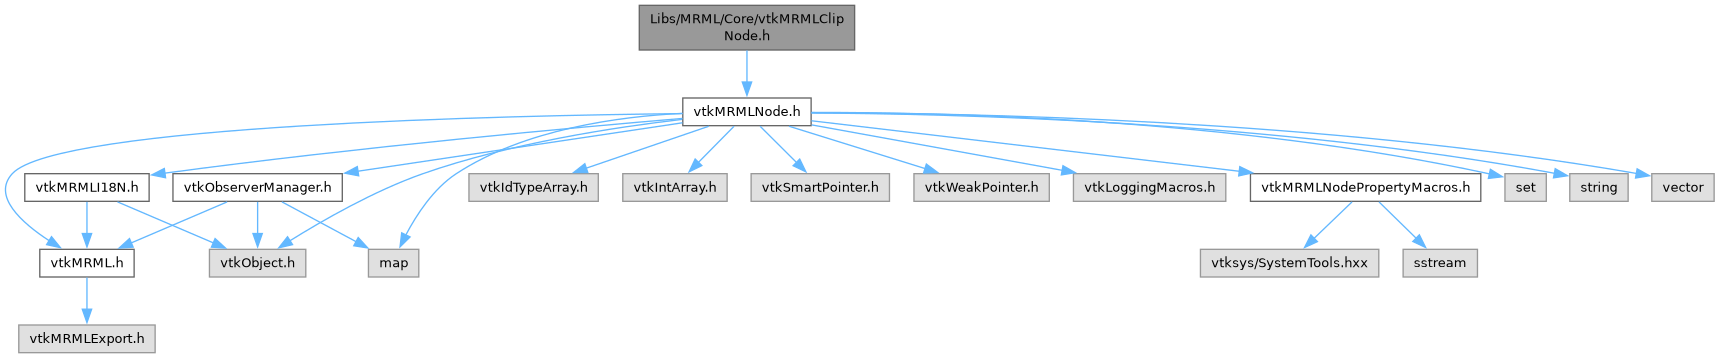 Libs/MRML/Core/vtkMRMLClip
Node.h
vtkMRMLNode.h
vtkMRMLI18N.h
vtkObserverManager.h
vtkIdTypeArray.h
vtkIntArray.h
vtkSmartPointer.h
vtkWeakPointer.h
vtkLoggingMacros.h
vtkMRMLNodePropertyMacros.h
set
string
vector
vtkMRML.h
vtkObject.h
map
vtksys/SystemTools.hxx
sstream
vtkMRMLExport.h